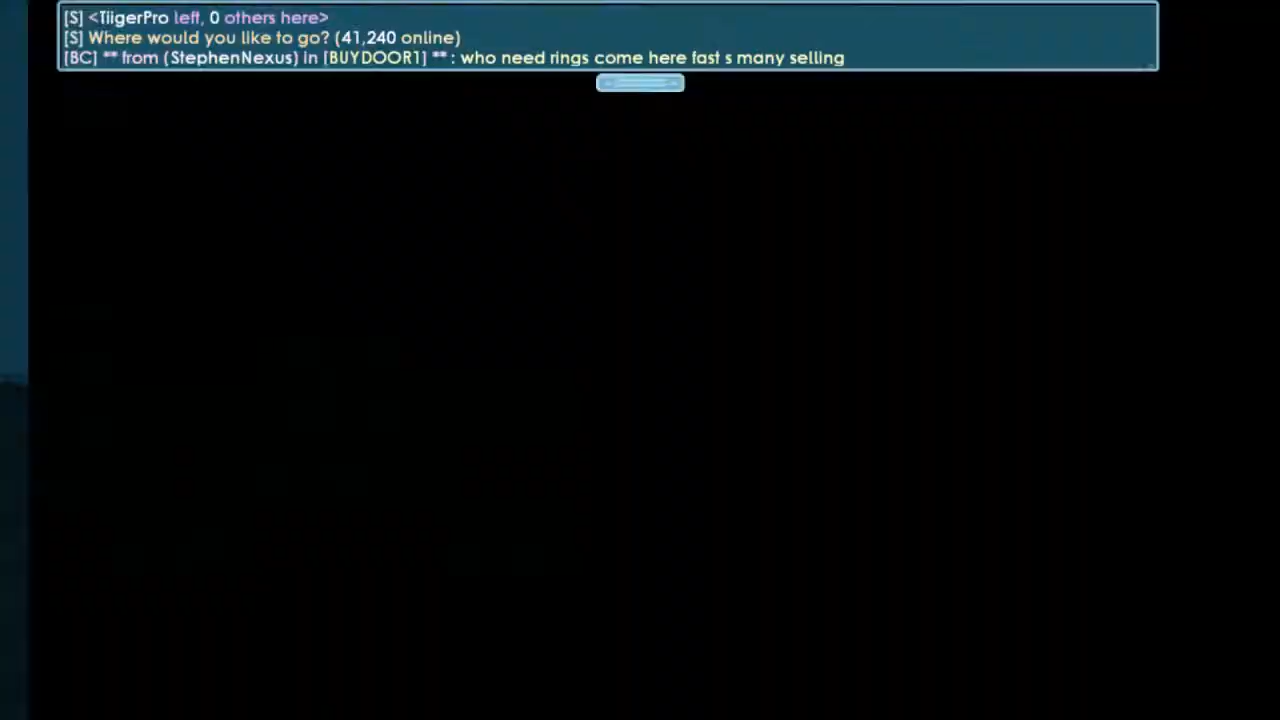 [S] <TiigerPro left, 0 others here>
[S] Where would you like to go? (41,240 online)
[BC] ** from (StephenNexus) in [BUYDOOR1] ** : who need rings come here fast s many selling